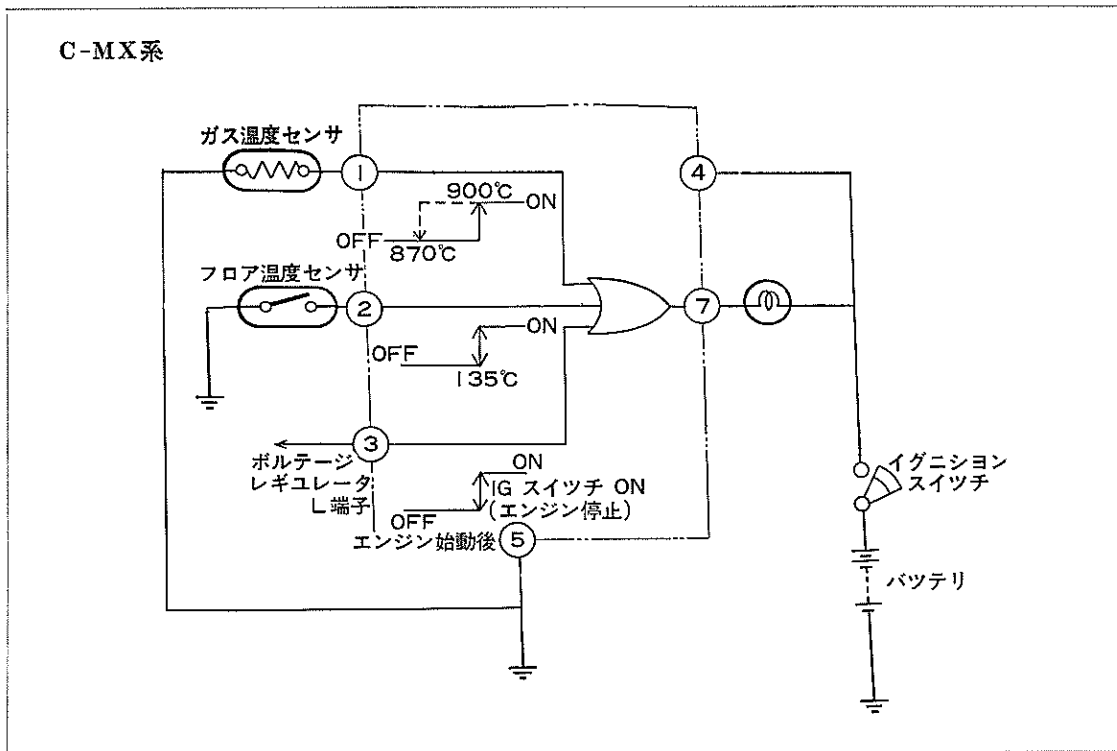 C-MX系
ガス温度センサ
①
④
900℃
ON
OFF
870℃
フロア温度センサ
②
⑦
ON
OFF
135℃
③
ボルテージ
レギュレータ
L端子
ON
IG スイッチ ON
(エンジン停止)
OFF
エンジン始動後
⑤
イグニション
スイッチ
バッテリ